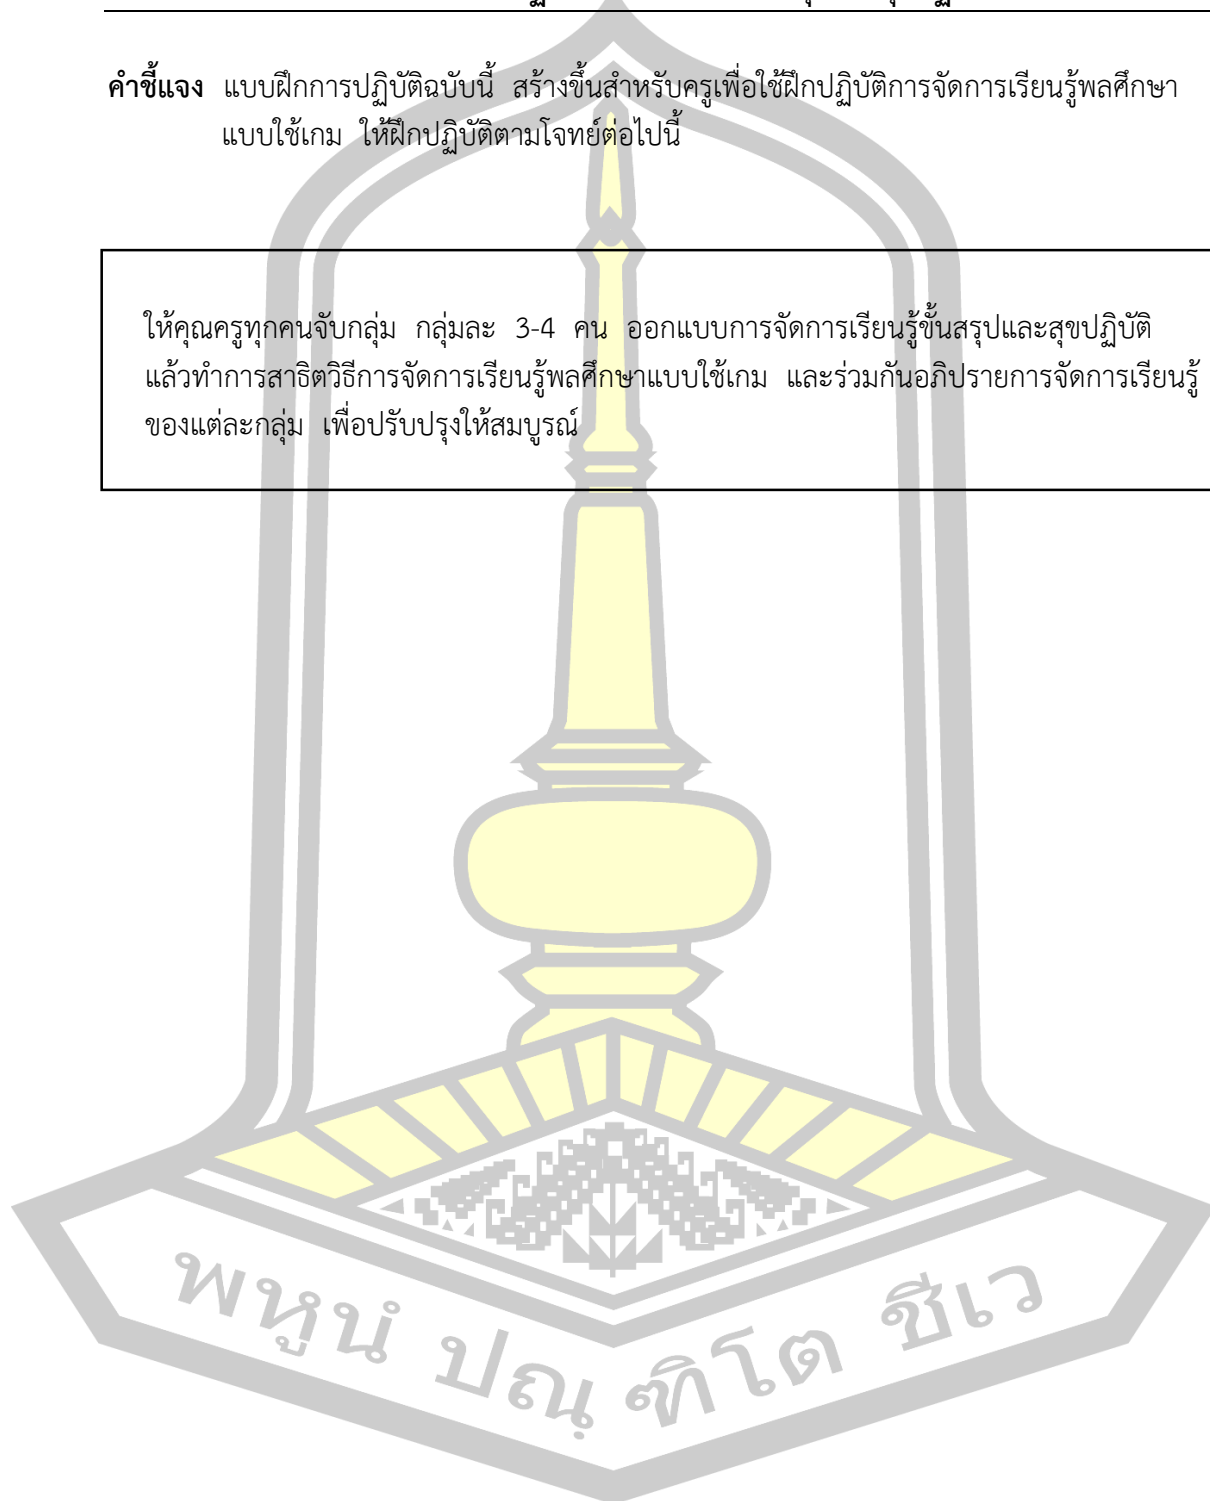 คำชี้แจง แบบฝึกการปฏิบัติฉบับนี้ สร้างขึ้นสำหรับครูเพื่อใช้ฝึกปฏิบัติการจัดการเรียนรู้พลศึกษา
แบบใช้เกม ให้ฝึกปฏิบัติตามโจทย์ต่อไปนี้
ให้คุณครูทุกคนจับกลุ่ม กลุ่มละ 3-4 คน ออกแบบการจัดการเรียนรู้ขั้นสรุปและสุขปฏิบัติ
แล้วทำการสาธิตวิธีการจัดการเรียนรู้พลศึกษาแบบใช้เกม และร่วมกันอภิปรายการจัดการเรียนรู้
ของแต่ละกลุ่ม เพื่อปรับปรุงให้สมบูรณ์
พหูนํ ปณฺฑิโต ชีเว